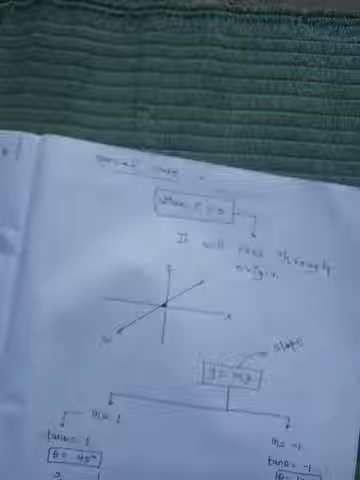 Special case
When c = 0
It will pass through
origin.
x
slope
y = mx
m = 1
m = -1
tanθ = 1
tanθ = -1
θ = 45°